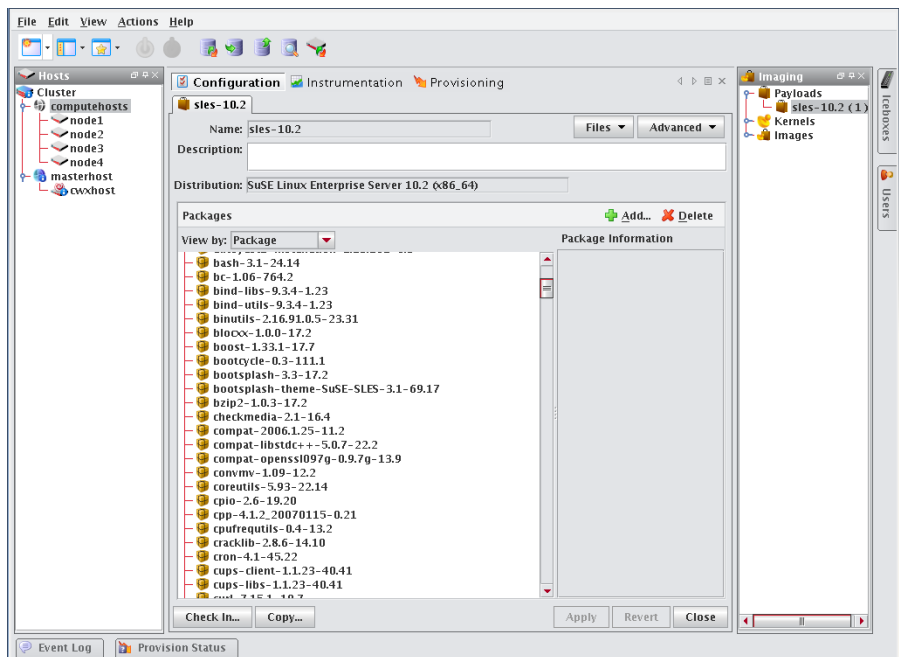 File Edit View Actions Help
Hosts
Cluster
computehosts
node1
node2
node3
node4
masterhost
cwxhost
Configuration Instrumentation Provisioning
sles-10.2
Name: sles-10.2
Files Advanced
Description:
Distribution: SuSE Linux Enterprise Server 10.2 (x86_64)
Packages
Add... Delete
View by: Package
Package Information
bash-3.1-24.14
bc-1.06-764.2
bind-libs-9.3.4-1.23
bind-utils-9.3.4-1.23
binutils-2.16.91.0.5-23.31
blocxx-1.0.0-17.2
boost-1.33.1-17.7
bootcycle-0.3-111.1
bootsplash-3.3-17.2
bootsplash-theme-SuSE-SLES-3.1-69.17
bzip2-1.0.3-17.2
checkmedia-2.1-16.4
compat-2006.1.25-11.2
compat-libstdc++-5.0.7-22.2
compat-openssl097g-0.9.7g-13.9
convmv-1.09-12.2
coreutils-5.93-22.14
cpio-2.6-19.20
cpp-4.1.2_20070115-0.21
cpufrequtils-0.4-13.2
cracklib-2.8.6-14.10
cron-4.1-45.22
cups-client-1.1.23-40.41
cups-libs-1.1.23-40.41
Check In... Copy...
Apply Revert Close
Imaging
Payloads
sles-10.2 (1)
Kernels
Images
Iceboxes
Users
Event Log Provision Status